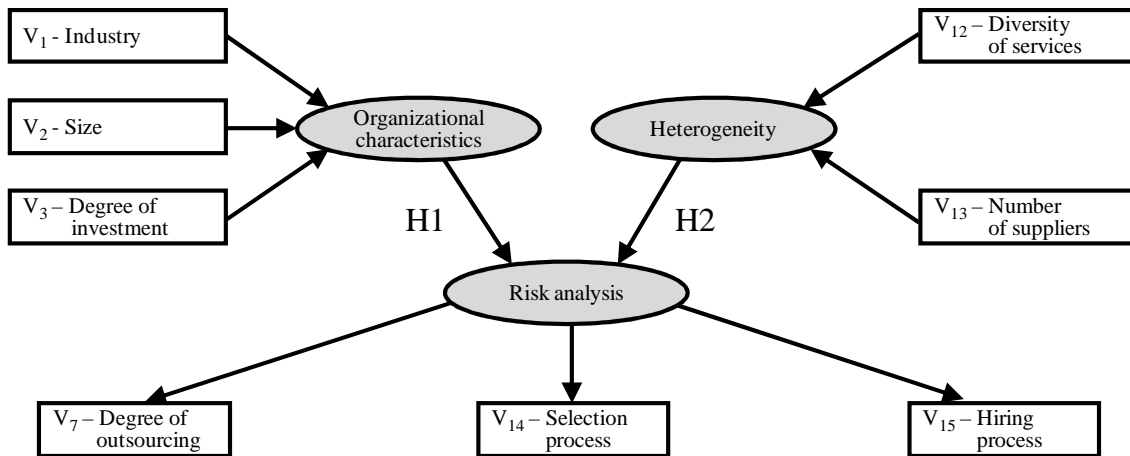 V1 - Industry
V2 - Size
V3 – Degree of
investment
Organizational
characteristics
Heterogeneity
V12 – Diversity
of services
V13 – Number
of suppliers
H1
H2
Risk analysis
V7 – Degree of
outsourcing
V14 – Selection
process
V15 – Hiring
process